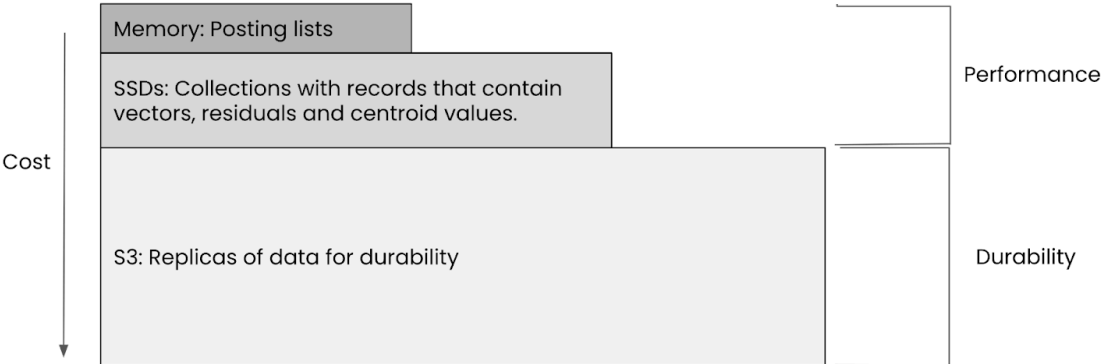 Memory: Posting lists
SSDs: Collections with records that contain
vectors, residuals and centroid values.
Performance
Cost
S3: Replicas of data for durability
Durability